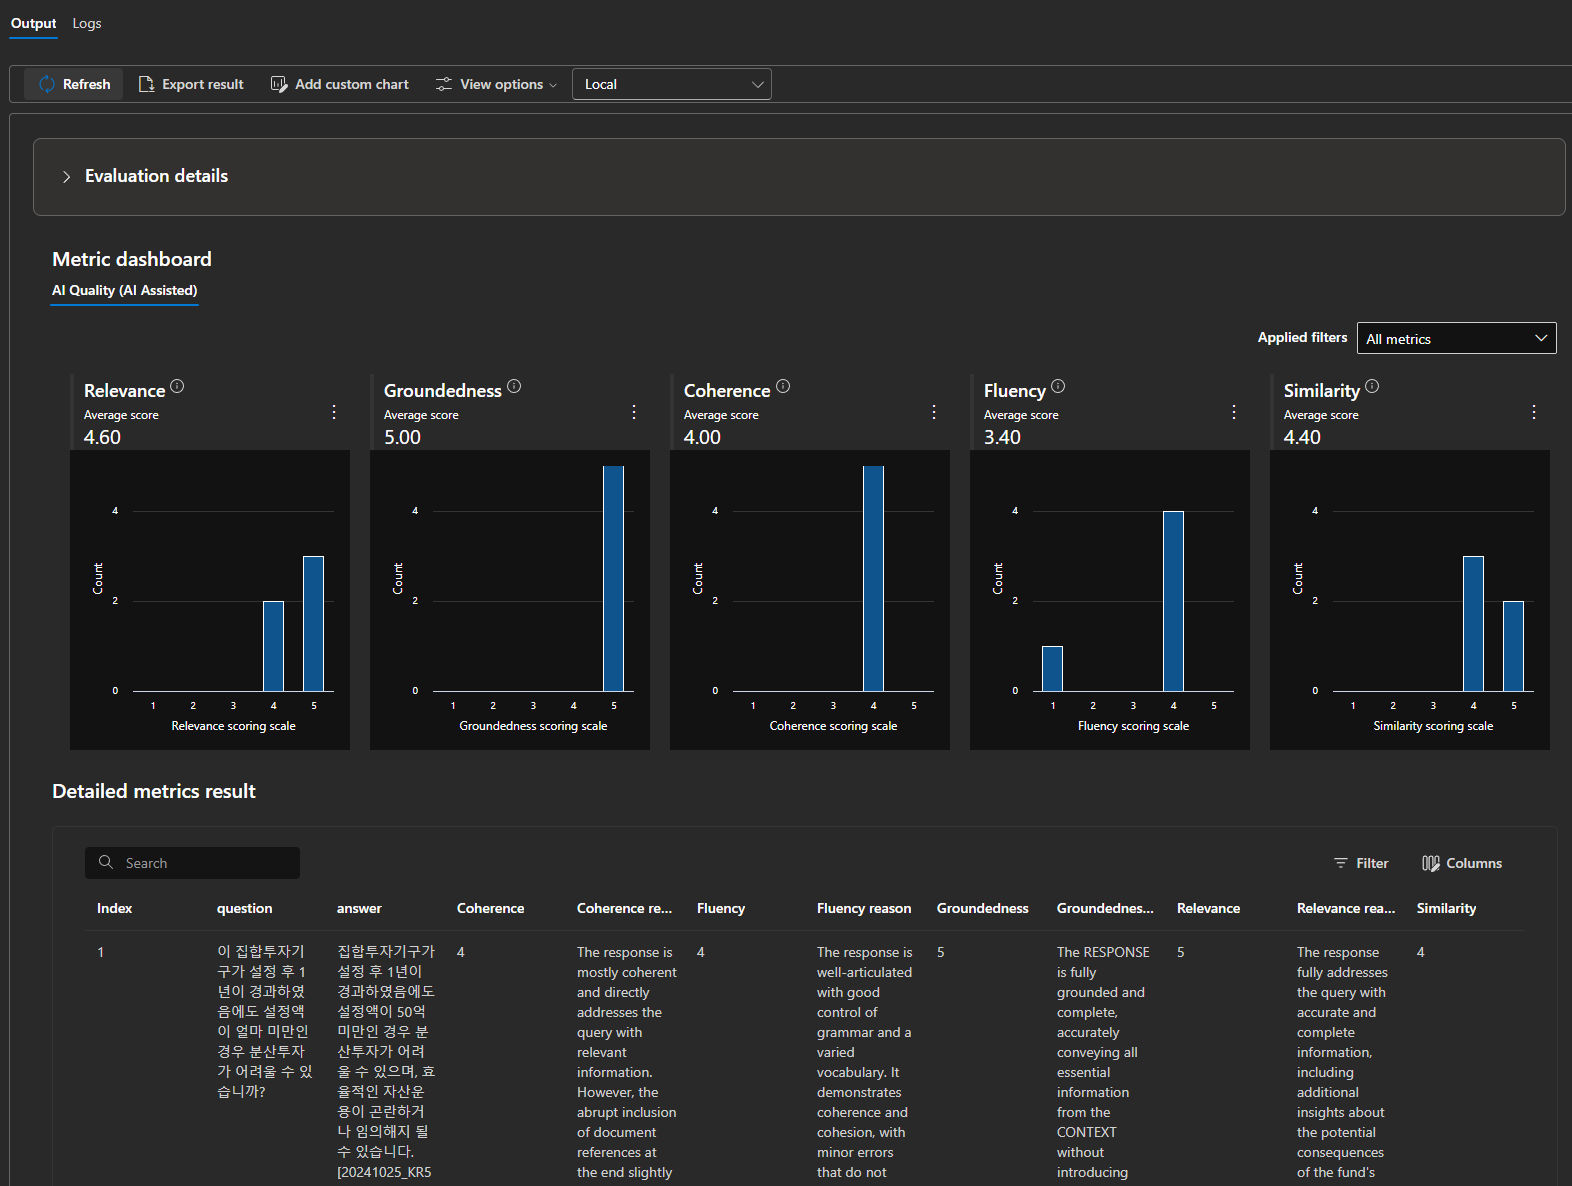 Output Logs
Refresh Export result Add custom chart View options Local
Evaluation details
Metric dashboard
AI Quality (AI Assisted)
Applied filters All metrics
Relevance
Average score
4.60
4
2
0
Count
1 2 3 4 5
Relevance scoring scale
Groundedness
Average score
5.00
4
2
0
Count
1 2 3 4 5
Groundedness scoring scale
Coherence
Average score
4.00
4
2
0
Count
1 2 3 4 5
Coherence scoring scale
Fluency
Average score
3.40
4
2
0
Count
1 2 3 4 5
Fluency scoring scale
Similarity
Average score
4.40
4
2
0
Count
1 2 3 4 5
Similarity scoring scale
Detailed metrics result
Search
Filter Columns
Index question answer Coherence Coherence re... Fluency Fluency reason Groundedness Groundednes... Relevance Relevance rea... Similarity
1
이 집합투자기
구가 설정 후 1
년이 경과하였
음에도 설정액
이 얼마 미만인
경우 분산투자
가 어려울 수 있
습니까?
집합투자기구가
설정 후 1년이
경과하였음에도
설정액이 50억
미만인 경우 분
산투자가 어려
울 수 있으며, 효
율적인 자산운
용이 곤란하거
나 임의해지 될
수 있습니다.
[20241025_KR5
4
The response is
mostly coherent
and directly
addresses the
query with
relevant
information.
However, the
abrupt inclusion
of document
references at
the end slightly
4
The response is
well-articulated
with good
control of
grammar and a
varied
vocabulary. It
demonstrates
coherence and
cohesion, with
minor errors
that do not
5
The RESPONSE
is fully
grounded and
complete,
accurately
conveying all
essential
information
from the
CONTEXT
without
introducing
5
The response
fully addresses
the query with
accurate and
complete
information,
including
additional
insights about
the potential
consequences
of the fund's
4